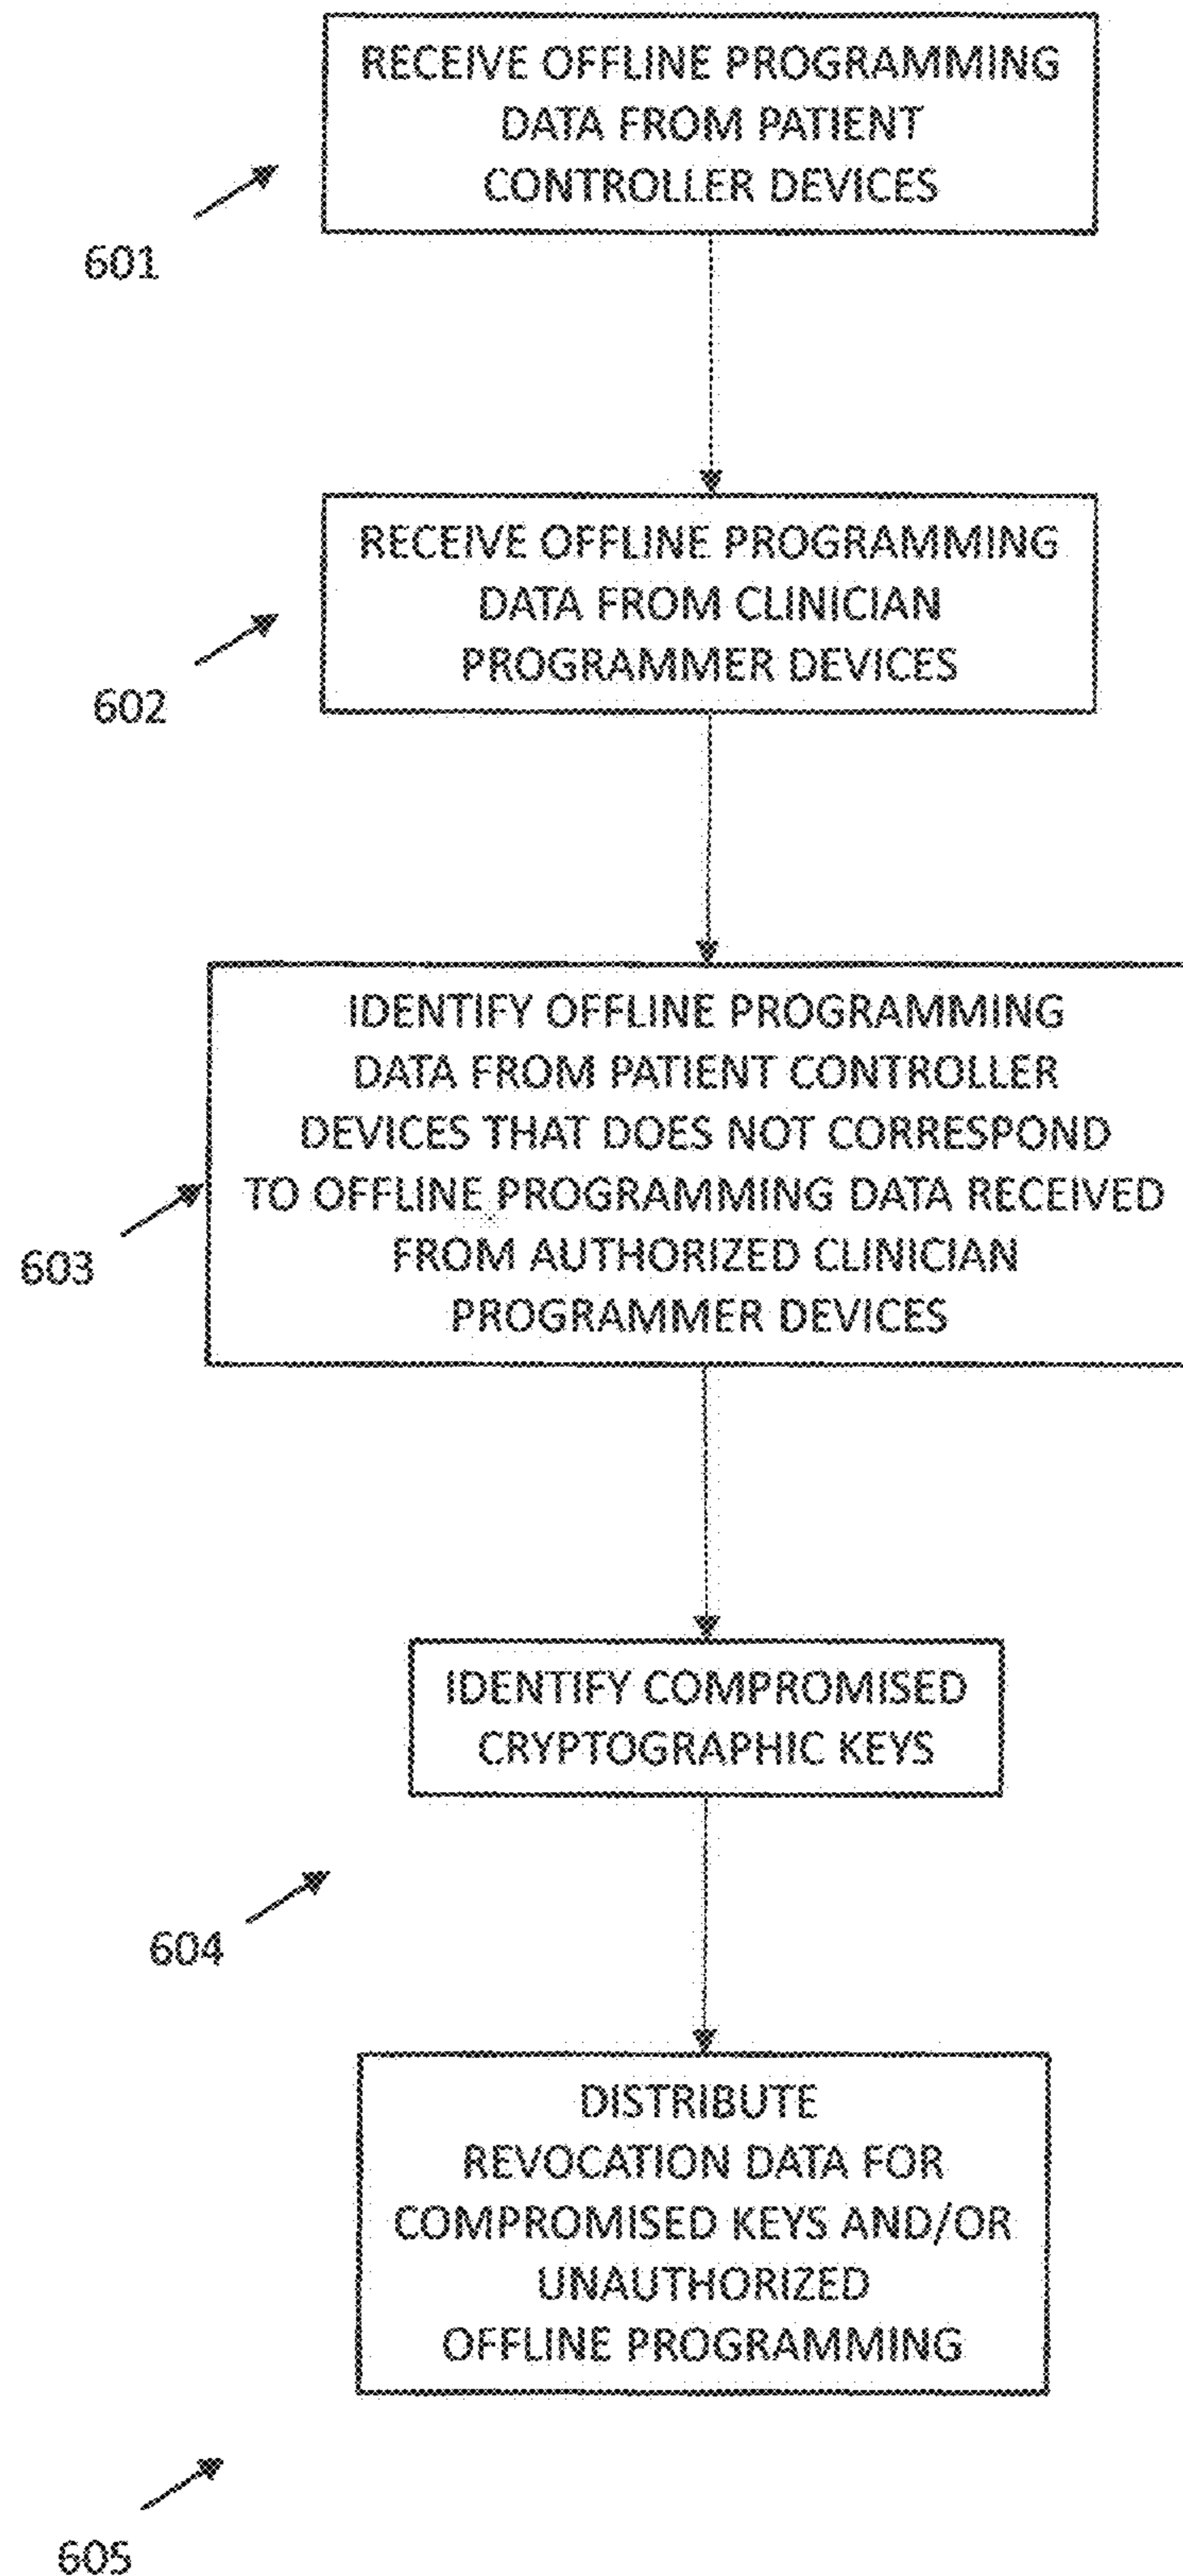 RECEIVE OFFLINE PROGRAMMING
DATA FROM PATIENT
CONTROLLER DEVICES
601
RECEIVE OFFLINE PROGRAMMING
DATA FROM CLINICIAN
PROGRAMMER DEVICES
602
IDENTIFY OFFLINE PROGRAMMING
DATA FROM PATIENT CONTROLLER
DEVICES THAT DOES NOT CORRESPOND
TO OFFLINE PROGRAMMING DATA RECEIVED
FROM AUTHORIZED CLINICIAN
PROGRAMMER DEVICES
603
IDENTIFY COMPROMISED
CRYPTOGRAPHIC KEYS
604
DISTRIBUTE
REVOCATION DATA FOR
COMPROMISED KEYS AND/OR
UNAUTHORIZED
OFFLINE PROGRAMMING
605